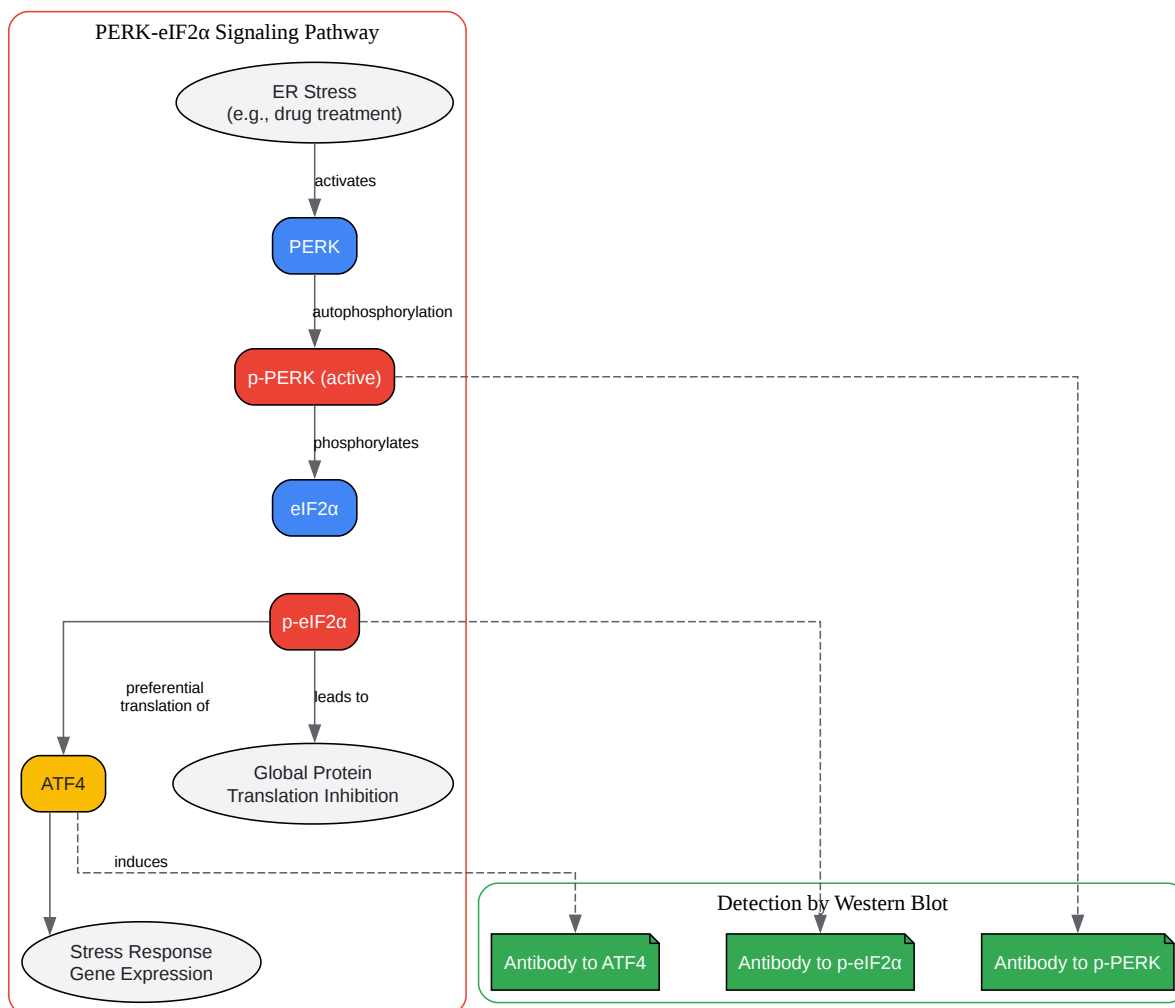 PERK-eIF2α Signaling Pathway
ER Stress
(e.g., drug treatment)
activates
PERK
autophosphorylation
p-PERK (active)
phosphorylates
eIF2α
p-eIF2α
preferential
translation of
leads to
ATF4
Global Protein
Translation Inhibition
induces
Stress Response
Gene Expression
Detection by Western Blot
Antibody to ATF4
Antibody to p-eIF2α
Antibody to p-PERK